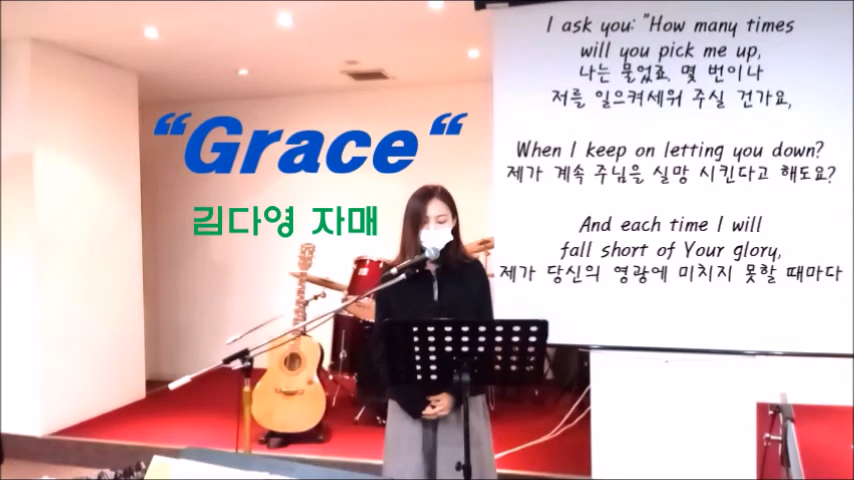 “Grace“
김다영 자매
I ask you: "How many times
will you pick me up,
나는 물었죠. 몇 번이나
저를 일으켜세워 주실 건가요,
When I keep on letting you down?
제가 계속 주님을 실망 시킨다고 해도요?
And each time I will
fall short of Your glory,
제가 당신의 영광에 미치지 못할 때마다